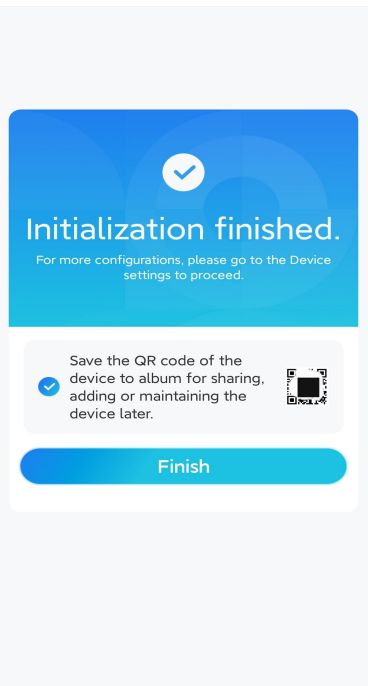 Initialization finished.
For more configurations, please go to the Device
settings to proceed.
Save the QR code of the
device to album for sharing,
adding or maintaining the
device later.
Finish